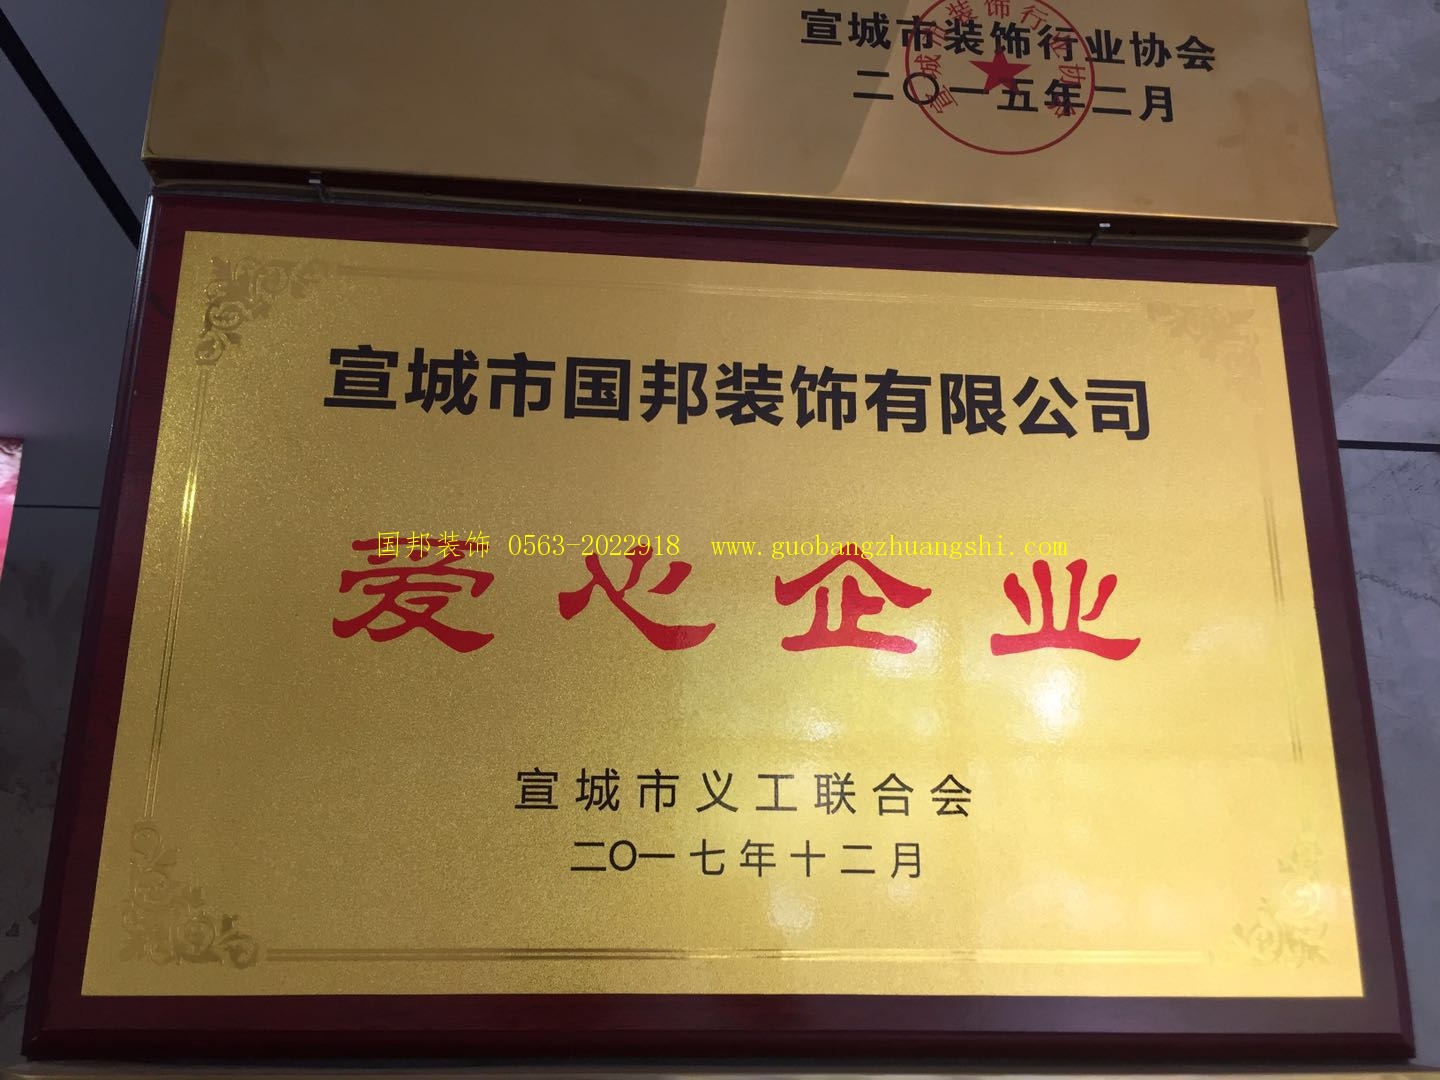 宣城市装饰行业协会
二〇一五年二月
宣城市国邦装饰有限公司
国邦装饰 0563-2022918 www.guobangzhuangshi.com
爱心企业
宣城市义工联合会
二〇一七年十二月